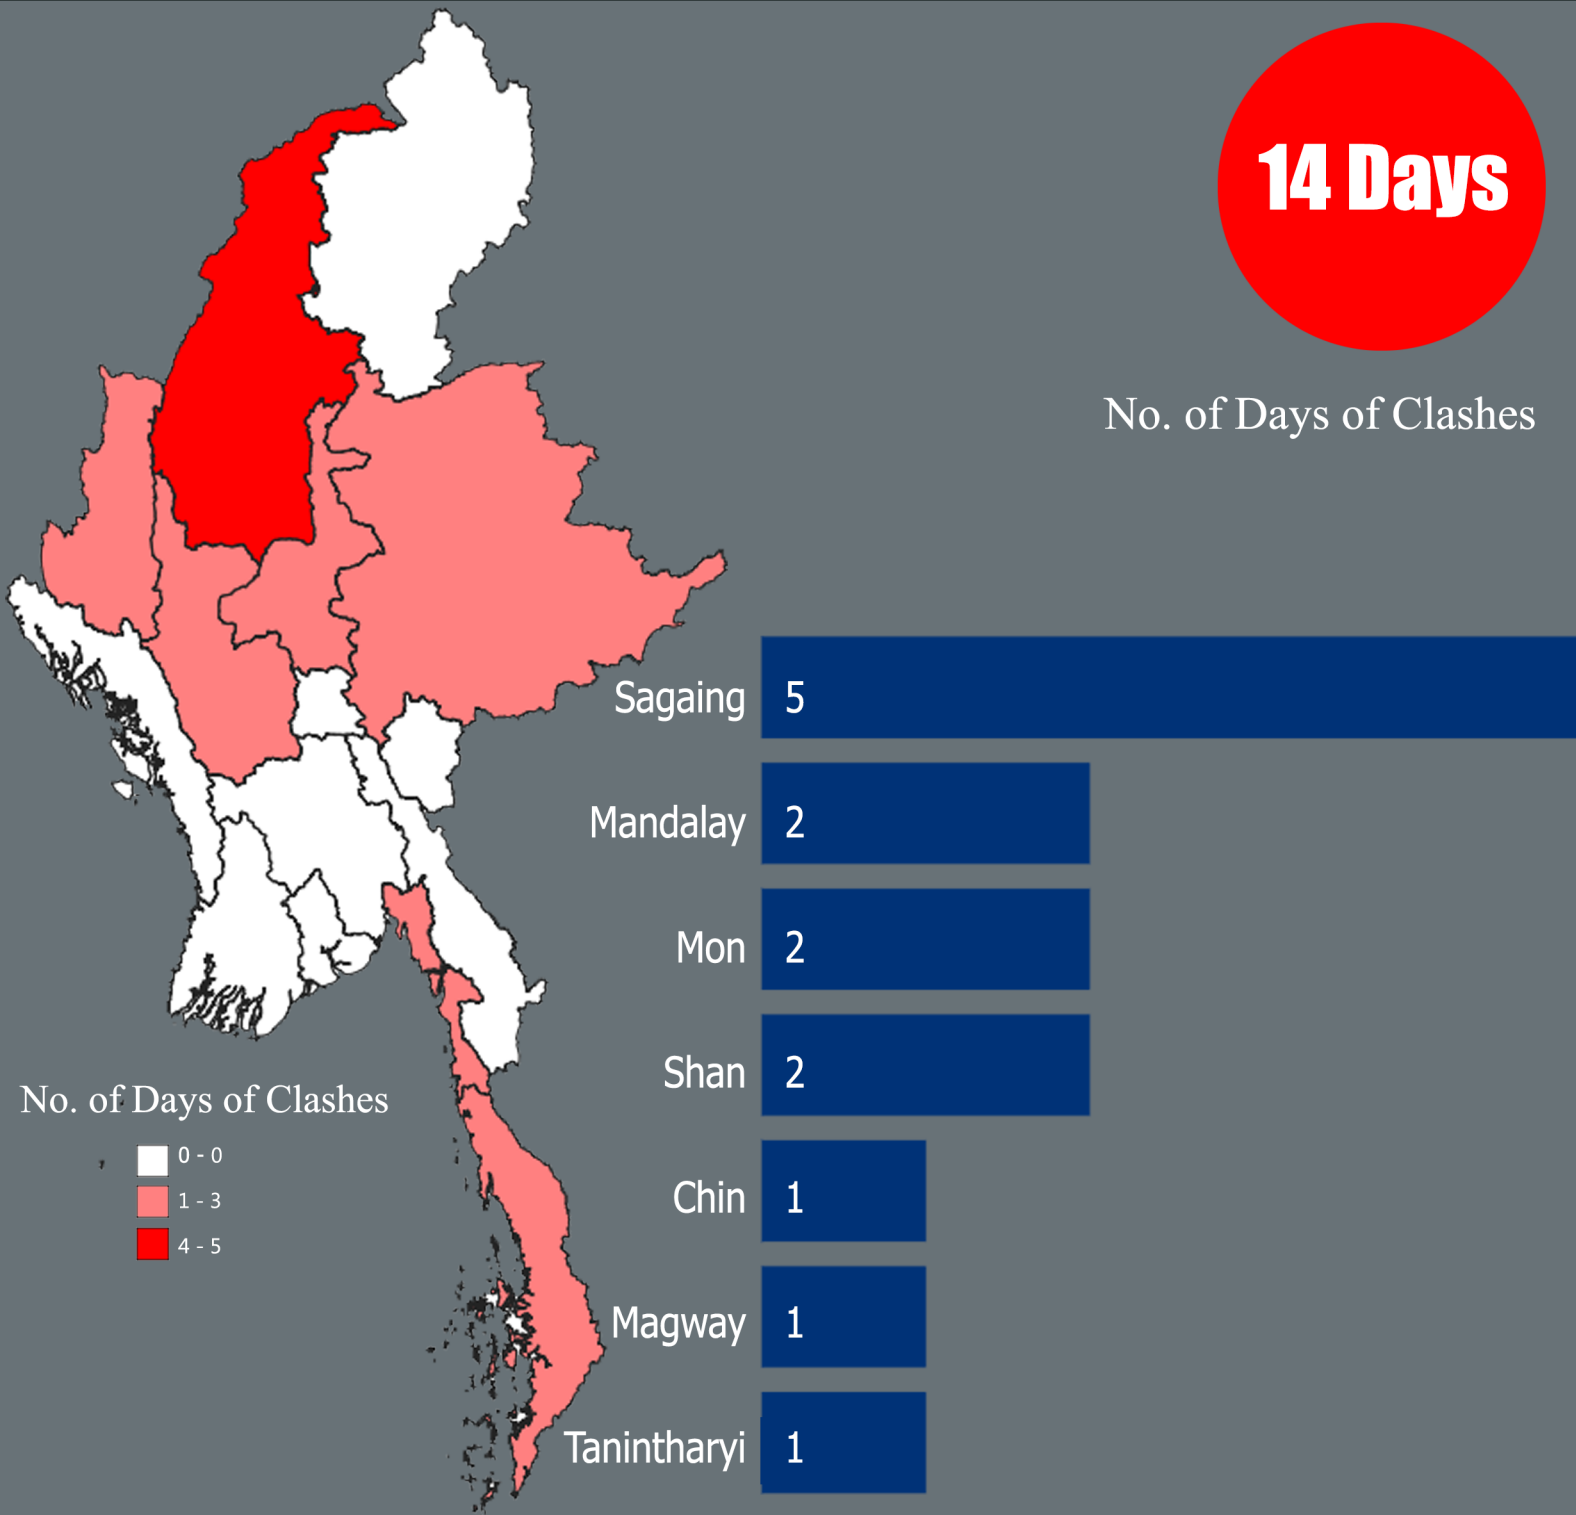 14 Days
No. of Days of Clashes
Sagaing 5
Mandalay 2
Mon 2
Shan 2
Chin 1
Magway 1
Tanintharyi 1
No. of Days of Clashes
0 - 0
1 - 3
4 - 5